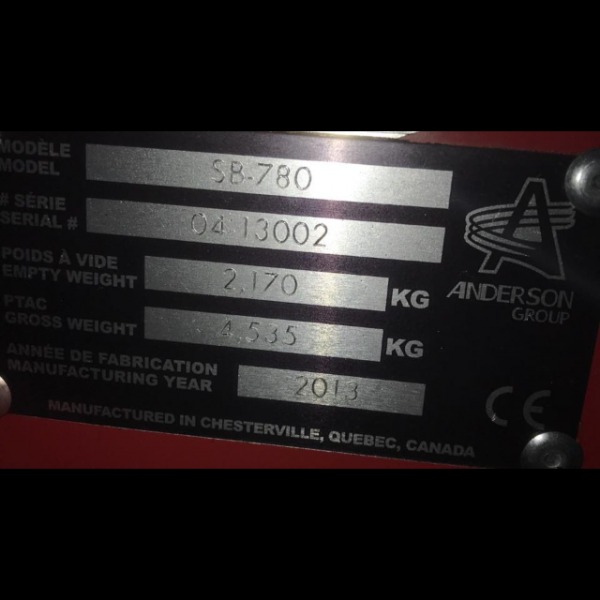 MODÈLE
MODEL
SB-780
# SÉRIE
SERIAL #
04 13002
POIDS À VIDE
EMPTY WEIGHT
2,170
KG
PTAC
GROSS WEIGHT
4,535
KG
ANNÉE DE FABRICATION
MANUFACTURING YEAR
2013
ANDERSON
GROUP
CE
MANUFACTURED IN CHESTERVILLE, QUEBEC, CANADA